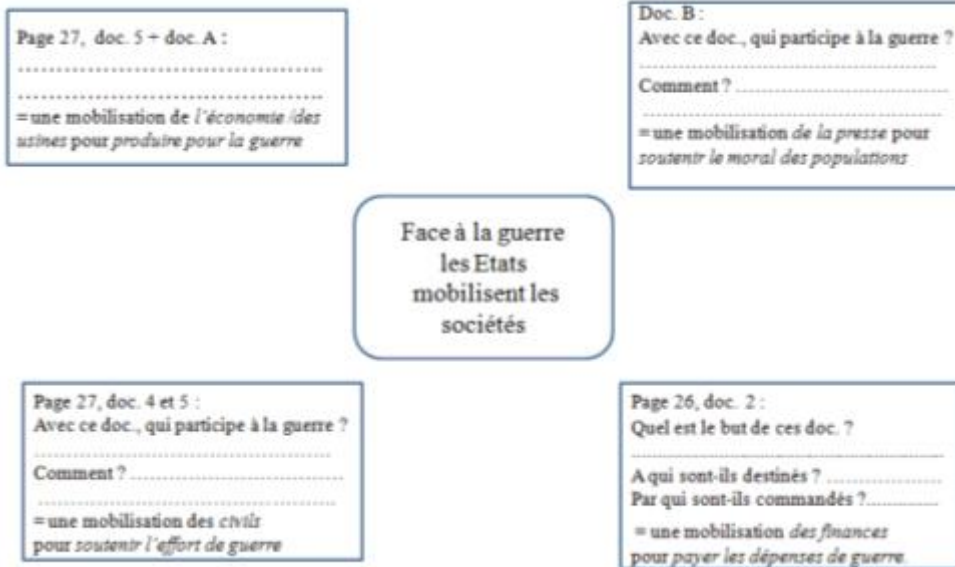 Page 27, doc. 5 + doc. A :
.............................................
.............................................
= une mobilisation de l'économie /des
usines pour produire pour la guerre
Doc. B :
Avec ce doc., qui participe à la guerre ?
.............................................
Comment ? .................................
.............................................
= une mobilisation de la presse pour
soutenir le moral des populations
Face à la guerre
les Etats
mobilisent les
sociétés
Page 27, doc. 4 et 5 :
Avec ce doc., qui participe à la guerre ?
.............................................
Comment ? .................................
.............................................
= une mobilisation des civils
pour soutenir l'effort de guerre
Page 26, doc. 2 :
Quel est le but de ces doc. ?
.............................................
A qui sont-ils destinés ? .................
Par qui sont-ils commandés ?...............
= une mobilisation des finances
pour payer les dépenses de guerre.